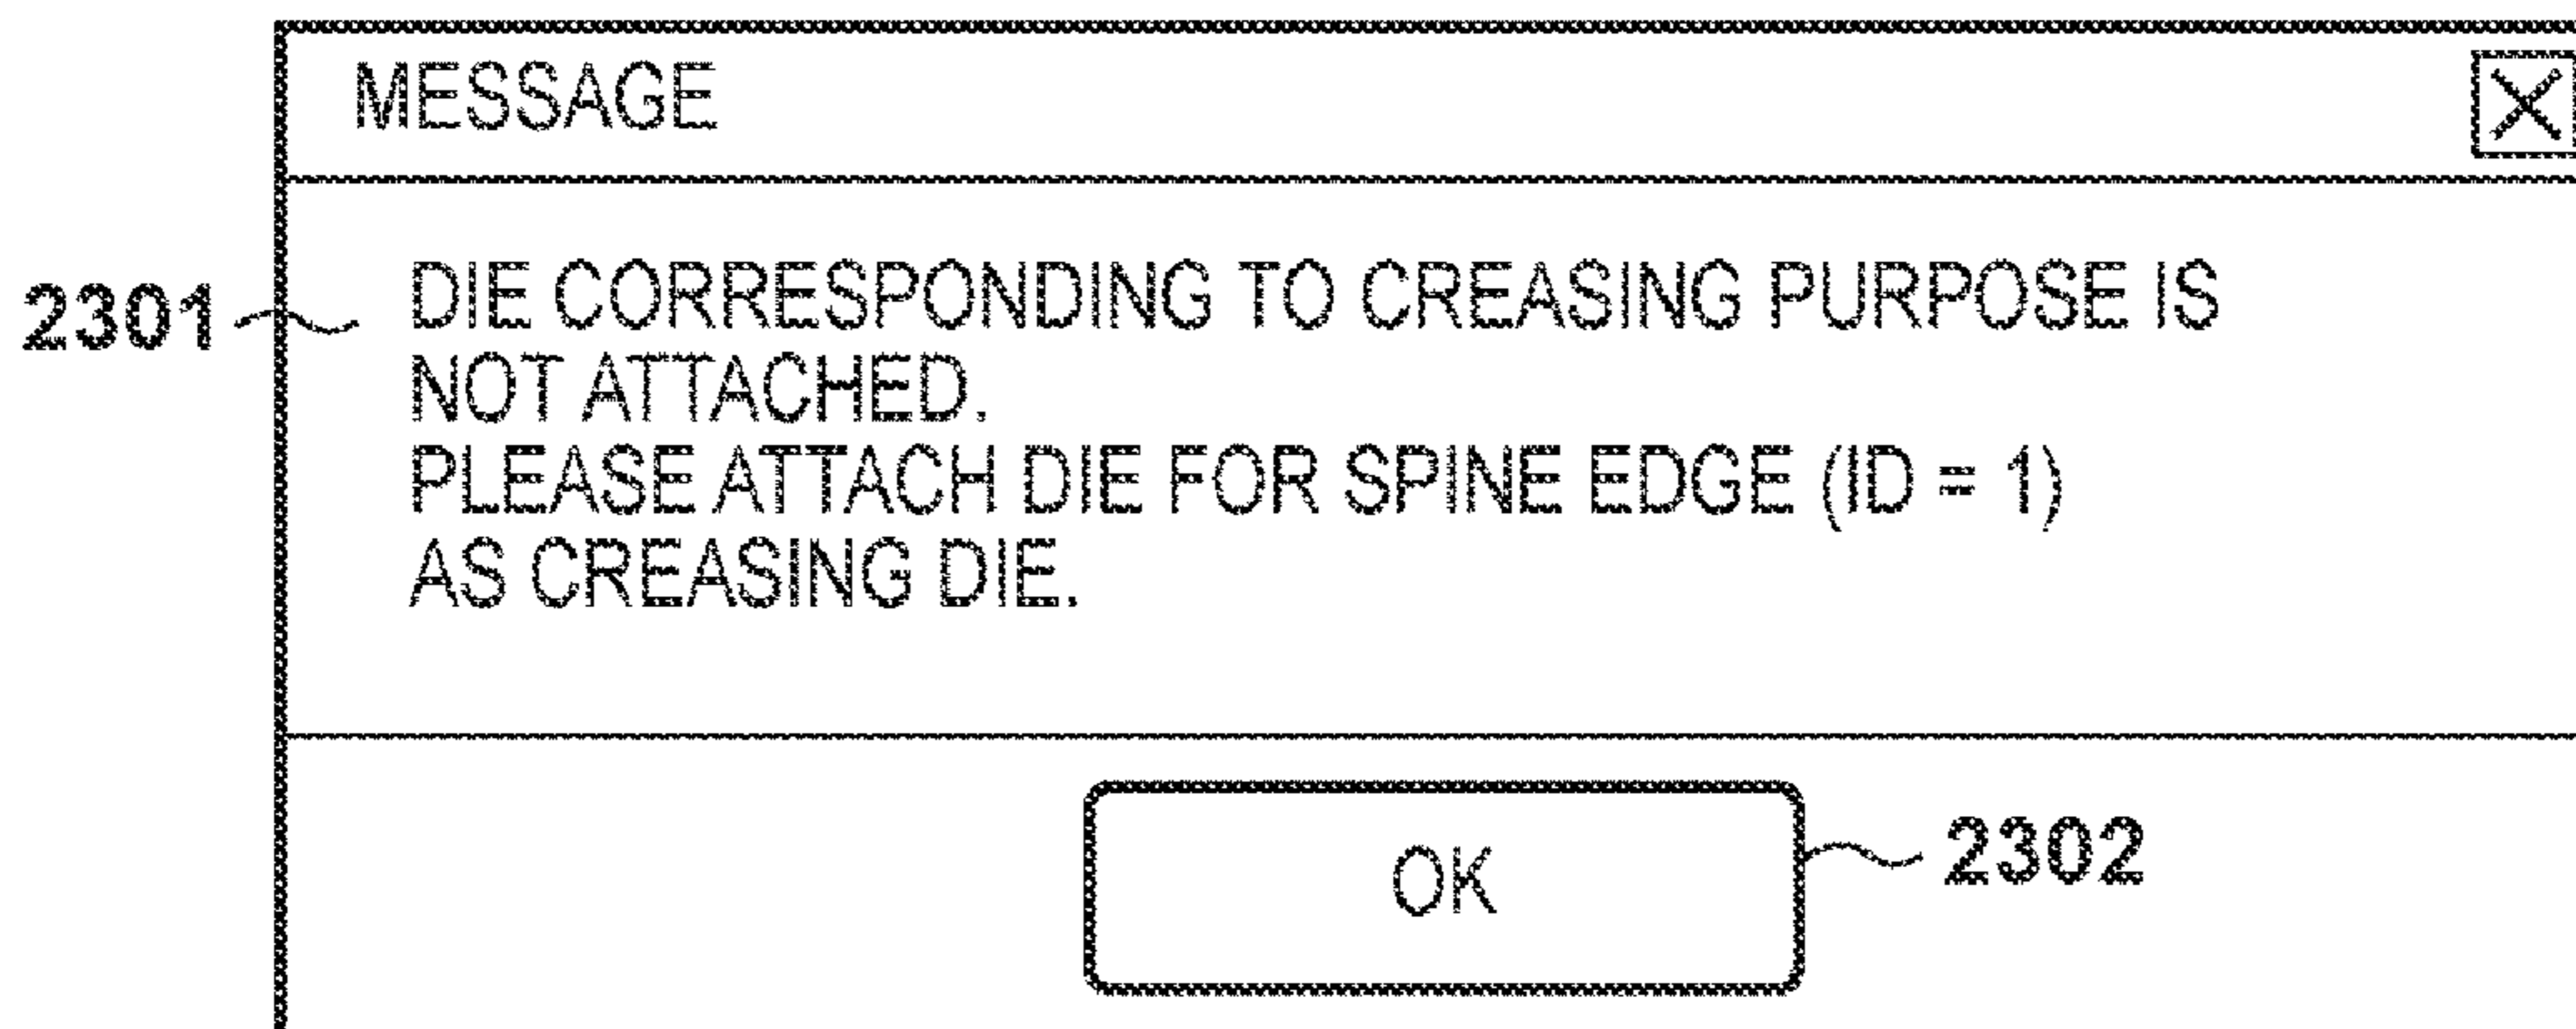 MESSAGE
2301
DIE CORRESPONDING TO CREASING PURPOSE IS
NOT ATTACHED.
PLEASE ATTACH DIE FOR SPINE EDGE (ID = 1)
AS CREASING DIE.
OK
2302